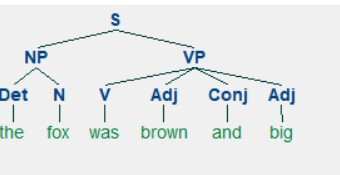 S
NP VP
Det N V Adj Conj Adj
the fox was brown and big